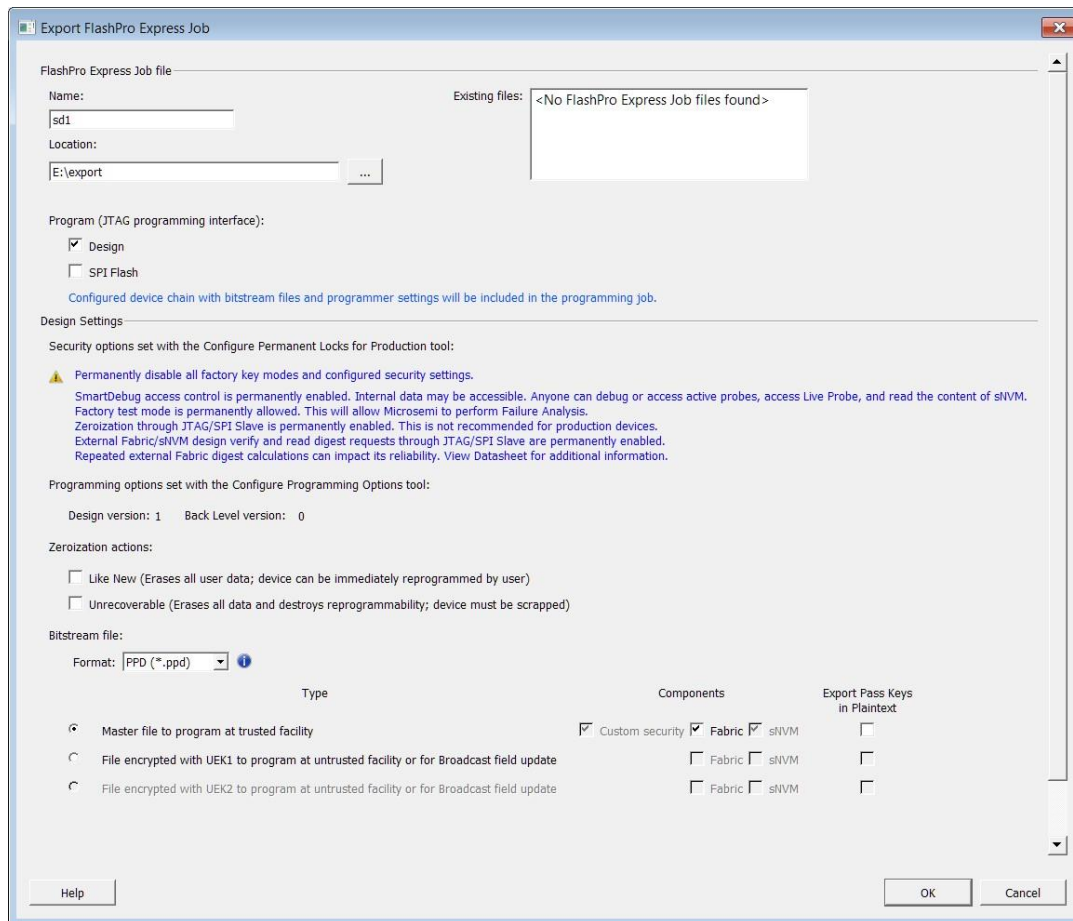 Export FlashPro Express Job
FlashPro Express Job file
Name:
Existing files:
<No FlashPro Express Job files found>
sd1
Location:
E:\export
...
Program (JTAG programming interface):
Design
SPI Flash
Configured device chain with bitstream files and programmer settings will be included in the programming job.
Design Settings
Security options set with the Configure Permanent Locks for Production tool:
Permanently disable all factory key modes and configured security settings.
SmartDebug access control is permanently enabled. Internal data may be accessible. Anyone can debug or access active probes, access Live Probe, and read the content of sNVM.
Factory test mode is permanently allowed. This will allow Microsemi to perform Failure Analysis.
Zeroization through JTAG/SPI Slave is permanently enabled. This is not recommended for production devices.
External Fabric/sNVM design verify and read digest requests through JTAG/SPI Slave are permanently enabled.
Repeated external Fabric digest calculations can impact its reliability. View Datasheet for additional information.
Programming options set with the Configure Programming Options tool:
Design version: 1 Back Level version: 0
Zeroization actions:
Like New (Erases all user data; device can be immediately reprogrammed by user)
Unrecoverable (Erases all data and destroys reprogrammability; device must be scrapped)
Bitstream file:
Format: PPD (*.ppd)
Type Components Export Pass Keys
in Plaintext
Master file to program at trusted facility Custom security Fabric sNVM
File encrypted with UEK1 to program at untrusted facility or for Broadcast field update Fabric sNVM
File encrypted with UEK2 to program at untrusted facility or for Broadcast field update Fabric sNVM
Help OK Cancel